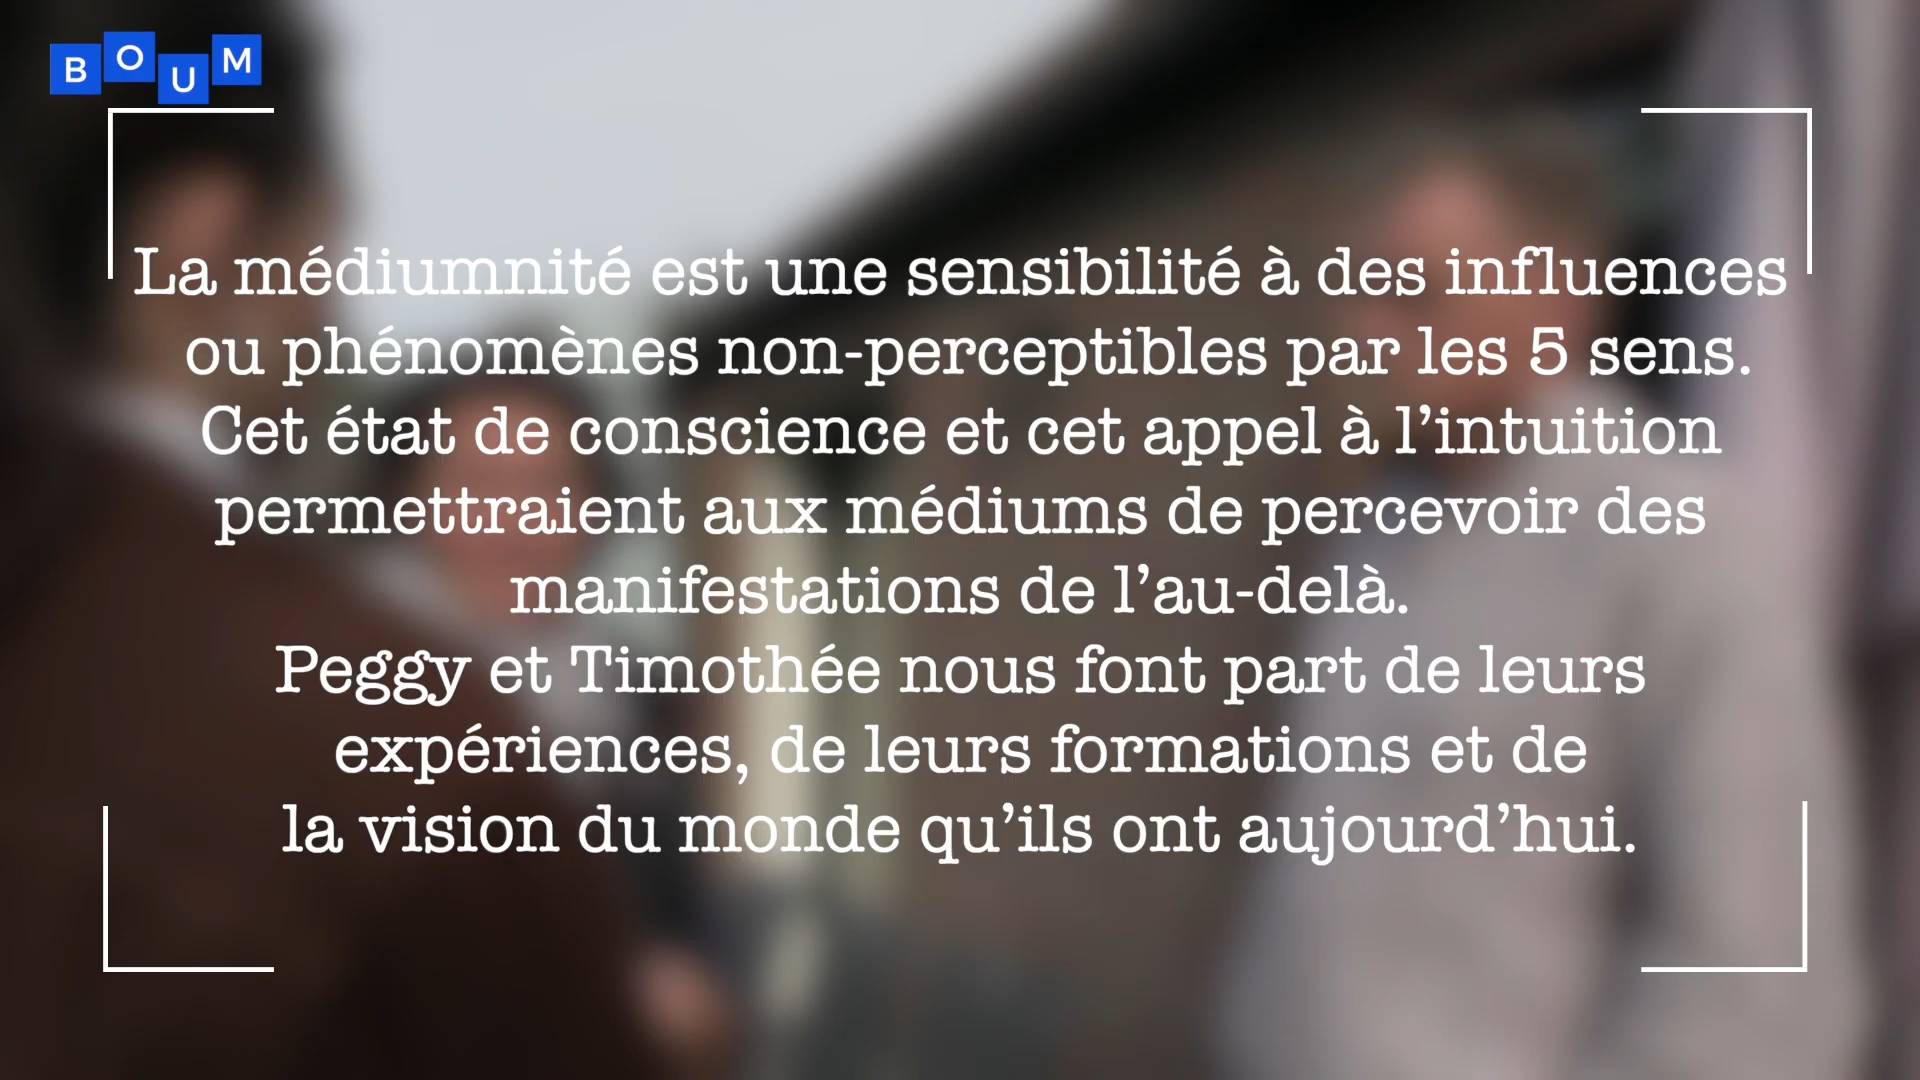 BOUM
La médiumnité est une sensibilité à des influences
ou phénomènes non-perceptibles par les 5 sens.
Cet état de conscience et cet appel à l’intuition
permettraient aux médiums de percevoir des
manifestations de l’au-delà.
Peggy et Timothée nous font part de leurs
expériences, de leurs formations et de
la vision du monde qu’ils ont aujourd’hui.